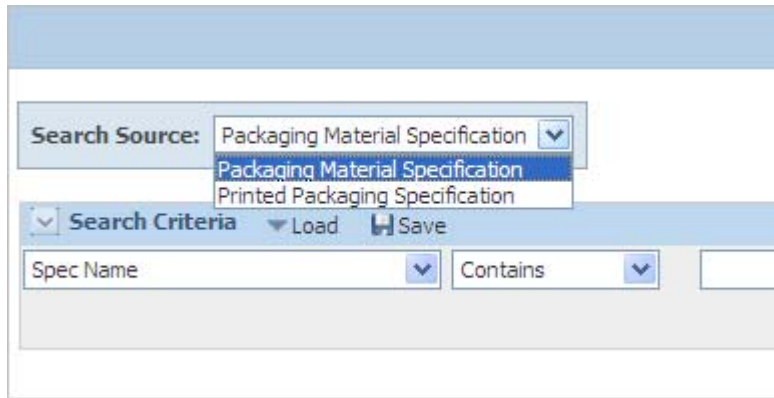 Search Source: Packaging Material Specification
Packaging Material Specification
Printed Packaging Specification
Search Criteria Load Save
Spec Name Contains